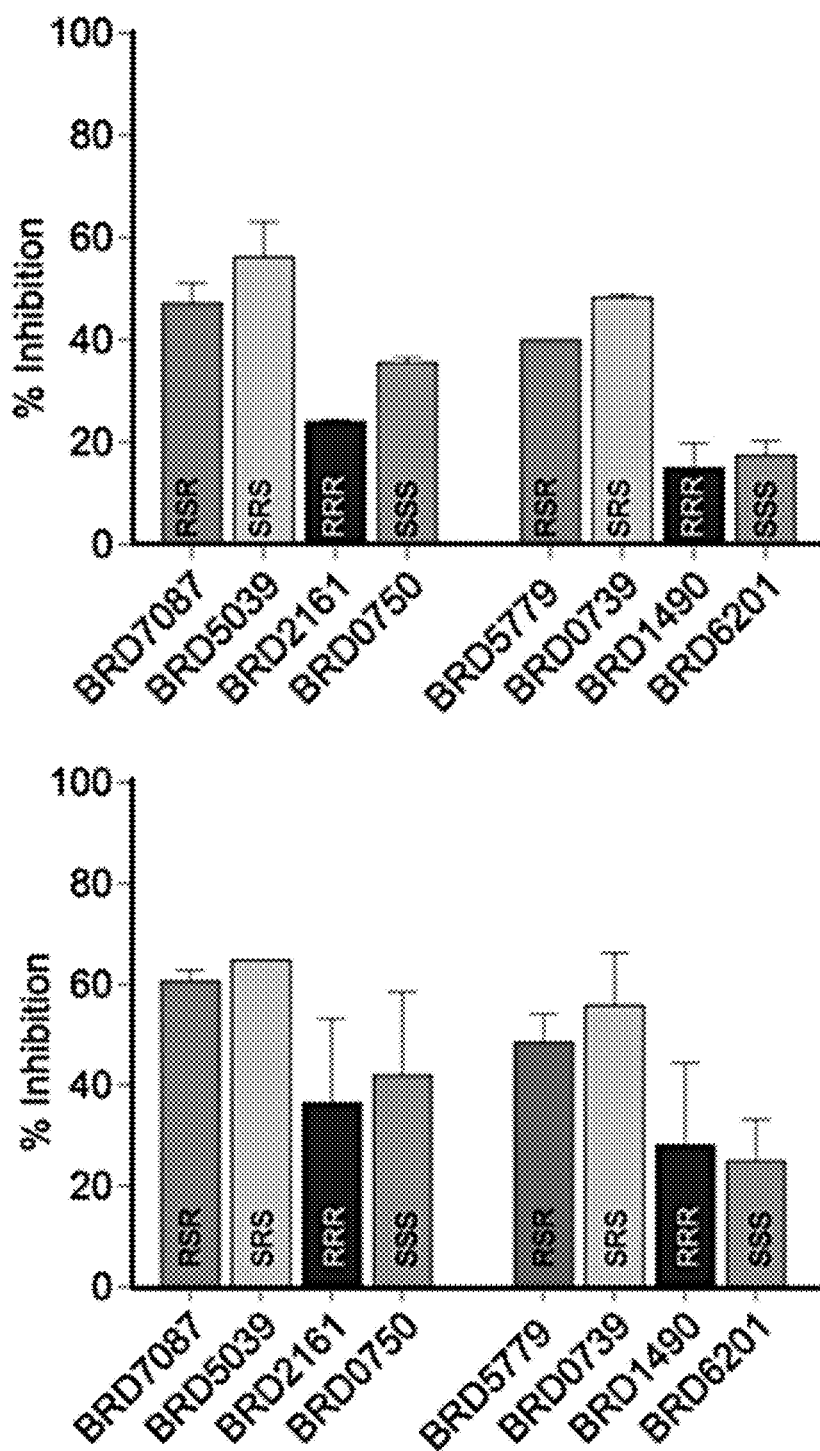 100
80
60
40
20
0
% Inhibition
RSR
SRS
RRR
SSS
RSR
SRS
RRR
SSS
BRD7087
BRD5039
BRD2161
BRD0750
BRD5779
BRD0739
BRD1490
BRD6201
100
80
60
40
20
0
% Inhibition
RSR
SRS
RRR
SSS
RSR
SRS
RRR
SSS
BRD7087
BRD5039
BRD2161
BRD0750
BRD5779
BRD0739
BRD1490
BRD6201